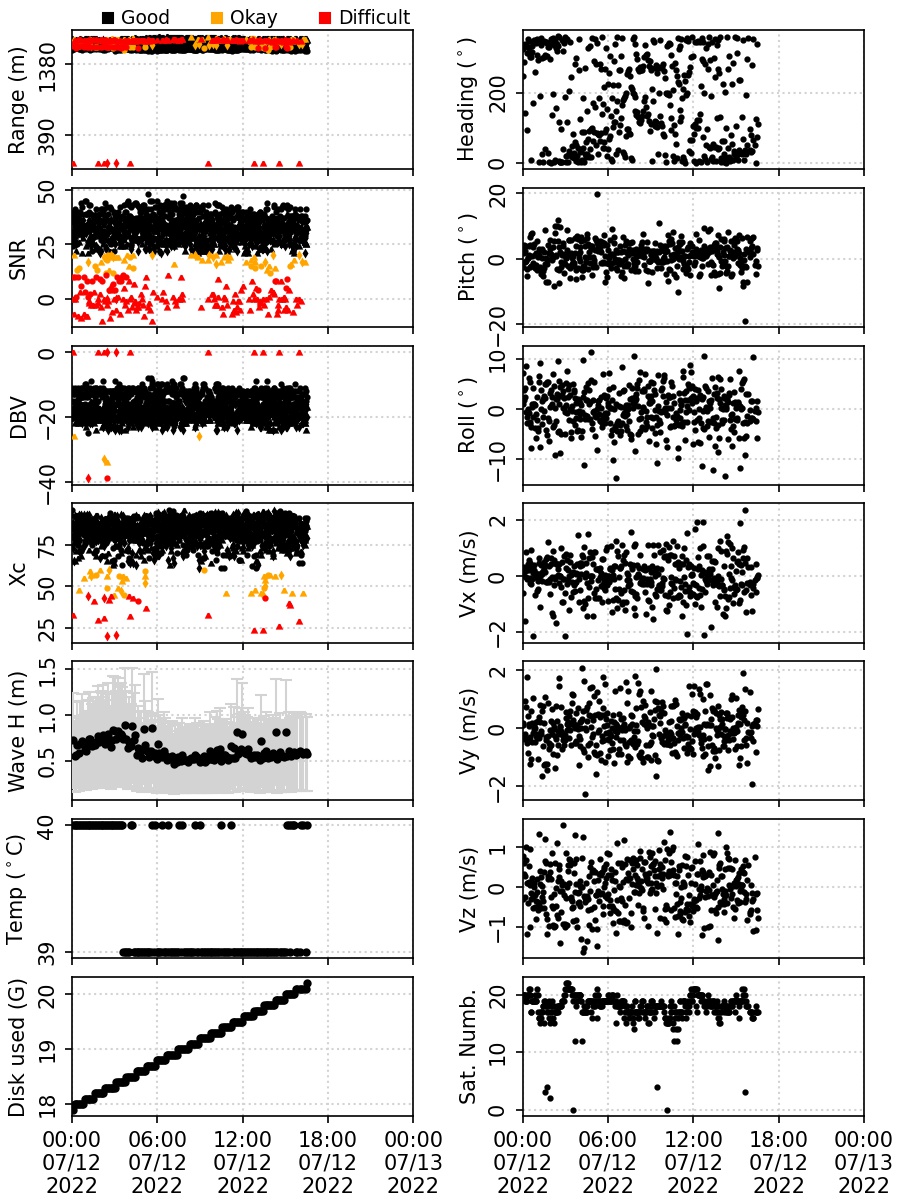 Good Okay Difficult
Range (m)
1380
390
Heading (°)
200
0
SNR
50
25
0
Pitch (°)
20
0
−20
DBV
0
−20
−40
Roll (°)
10
0
−10
Xc
75
50
25
Vx (m/s)
2
0
−2
Wave H (m)
1.5
1.0
0.5
Vy (m/s)
2
0
−2
Temp (°C)
40
39
Vz (m/s)
1
0
−1
Disk used (G)
20
19
18
Sat. Numb.
20
10
0
00:00 06:00 12:00 18:00 00:00
07/12 07/12 07/12 07/12 07/13
2022 2022 2022 2022 2022
00:00 06:00 12:00 18:00 00:00
07/12 07/12 07/12 07/12 07/13
2022 2022 2022 2022 2022